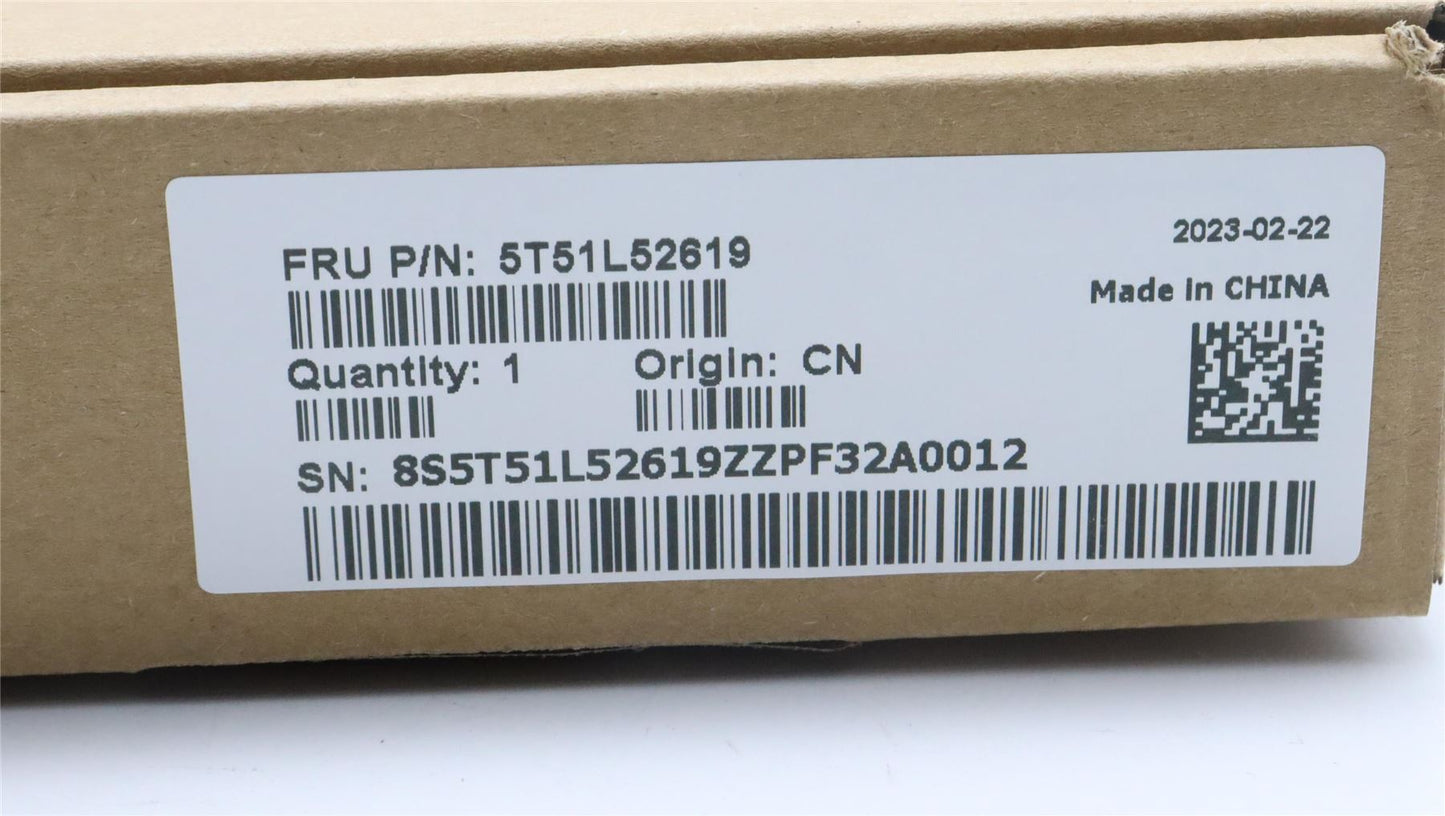 2023-02-22
FRU P/N: 5T51L52619
Made in CHINA
Quantity: 1 Origin: CN
SN: 8S5T51L52619ZZPF32A0012